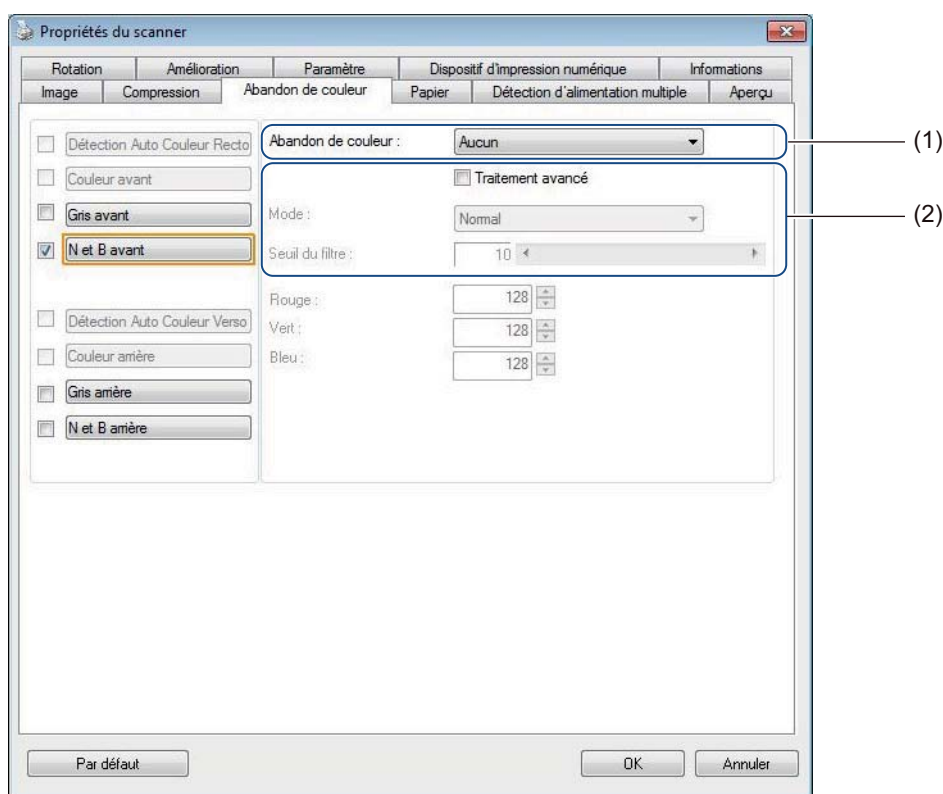 Propriétés du scanner
Rotation Amélioration Paramètre Dispositif d'impression numérique Informations
Image Compression Abandon de couleur Papier Détection d'alimentation multiple Aperçu
Détection Auto Couleur Recto
Couleur avant
Gris avant
N et B avant
Détection Auto Couleur Verso
Couleur arrière
Gris arrière
N et B arrière
Abandon de couleur : Aucun
Traitement avancé
Mode : Normal
Seuil du filtre : 10
Rouge : 128
Vert : 128
Bleu : 128
(1)
(2)
Par défaut OK Annuler